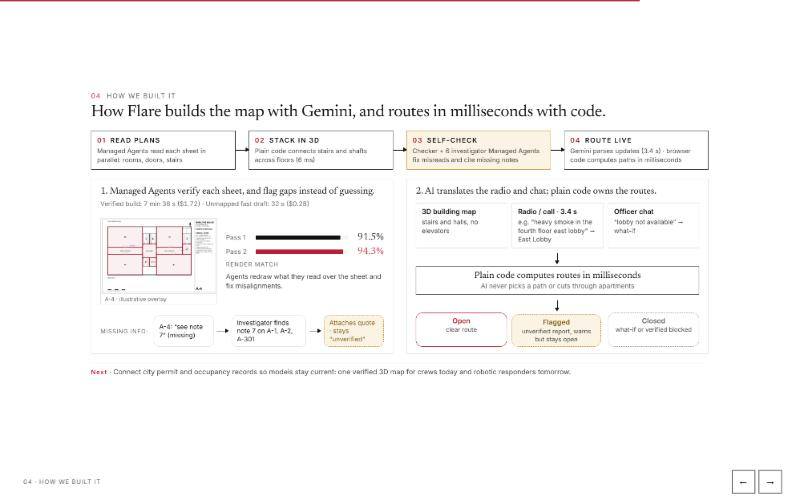 04 HOW WE BUILT IT
How Flare builds the map with Gemini, and routes in milliseconds with code.
01 READ PLANS
Managed Agents read each sheet in
parallel: rooms, doors, stairs
02 STACK IN 3D
Plain code connects stairs and shafts
across floors (6 ms)
03 SELF-CHECK
Checker + 6 investigator Managed Agents
fix misreads and cite missing notes
04 ROUTE LIVE
Gemini parses updates (3.4 s) · browser
code computes paths in milliseconds
1. Managed Agents verify each sheet, and flag gaps instead of guessing.
Verified build: 7 min 38 s ($1.72) · Unmapped fast draft: 33 s ($0.28)
A-4
A-4 · illustrative overlay
Pass 1 91.5%
Pass 2 94.3%
RENDER MATCH
Agents redraw what they read over the sheet and
fix misalignments.
MISSING INFO:
A-4: "see note
7" (missing)
Investigator finds
note 7 on A-1, A-2,
A-301
Attaches quote
· stays
"unverified"
2. AI translates the radio and chat; plain code owns the routes.
3D building map
stairs and halls, no
elevators
Radio / call · 3.4 s
e.g. "heavy smoke in the
fourth floor east lobby" →
East Lobby
Officer chat
"lobby not available" →
what-if
Plain code computes routes in milliseconds
AI never picks a path or cuts through apartments
Open
clear route
Flagged
unverified report, warns
but stays open
Closed
what-if or verified blocked
Next · Connect city permit and occupancy records so models stay current: one verified 3D map for crews today and robotic responders tomorrow.
04 · HOW WE BUILT IT
← →